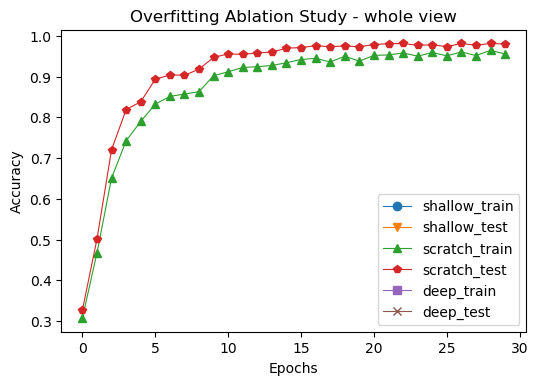 Overfitting Ablation Study - whole view
1.0
0.9
0.8
0.7
0.6
0.5
0.4
0.3
Accuracy
0 5 10 15 20 25 30
Epochs
shallow_train
shallow_test
scratch_train
scratch_test
deep_train
deep_test